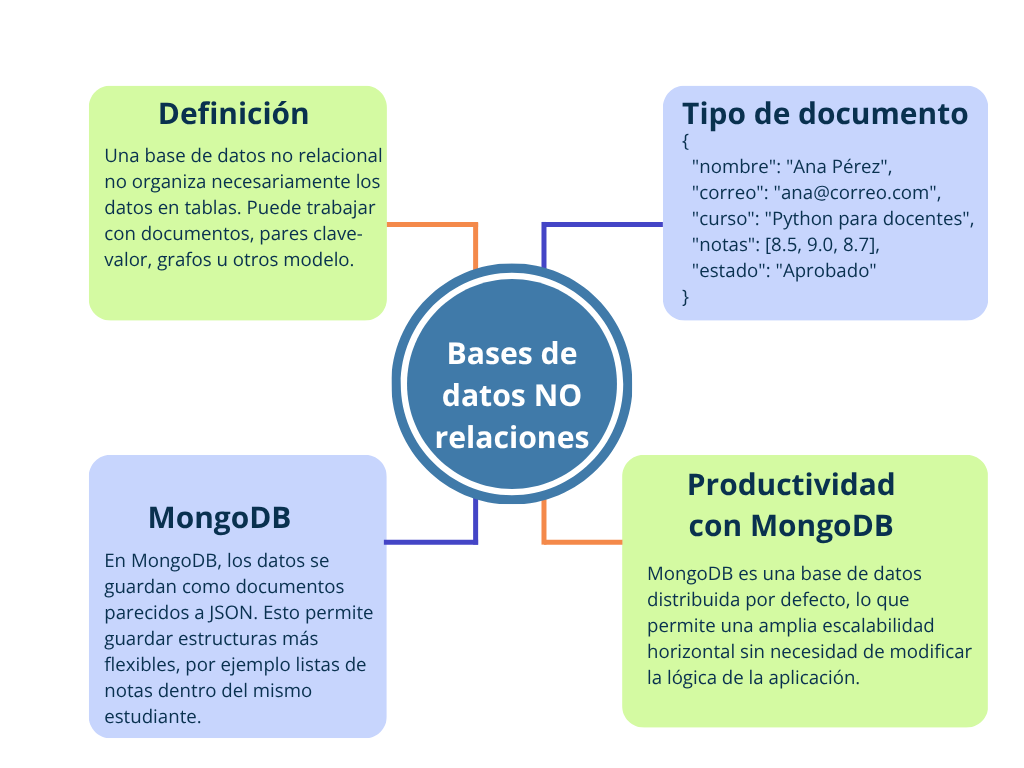 Definición
Una base de datos no relacional
no organiza necesariamente los
datos en tablas. Puede trabajar
con documentos, pares clave-
valor, grafos u otros modelo.
Tipo de documento
{
"nombre": "Ana Pérez",
"correo": "ana@correo.com",
"curso": "Python para docentes",
"notas": [8.5, 9.0, 8.7],
"estado": "Aprobado"
}
Bases de
datos NO
relaciones
MongoDB
En MongoDB, los datos se
guardan como documentos
parecidos a JSON. Esto permite
guardar estructuras más
flexibles, por ejemplo listas de
notas dentro del mismo
estudiante.
Productividad
con MongoDB
MongoDB es una base de datos
distribuida por defecto, lo que
permite una amplia escalabilidad
horizontal sin necesidad de modificar
la lógica de la aplicación.